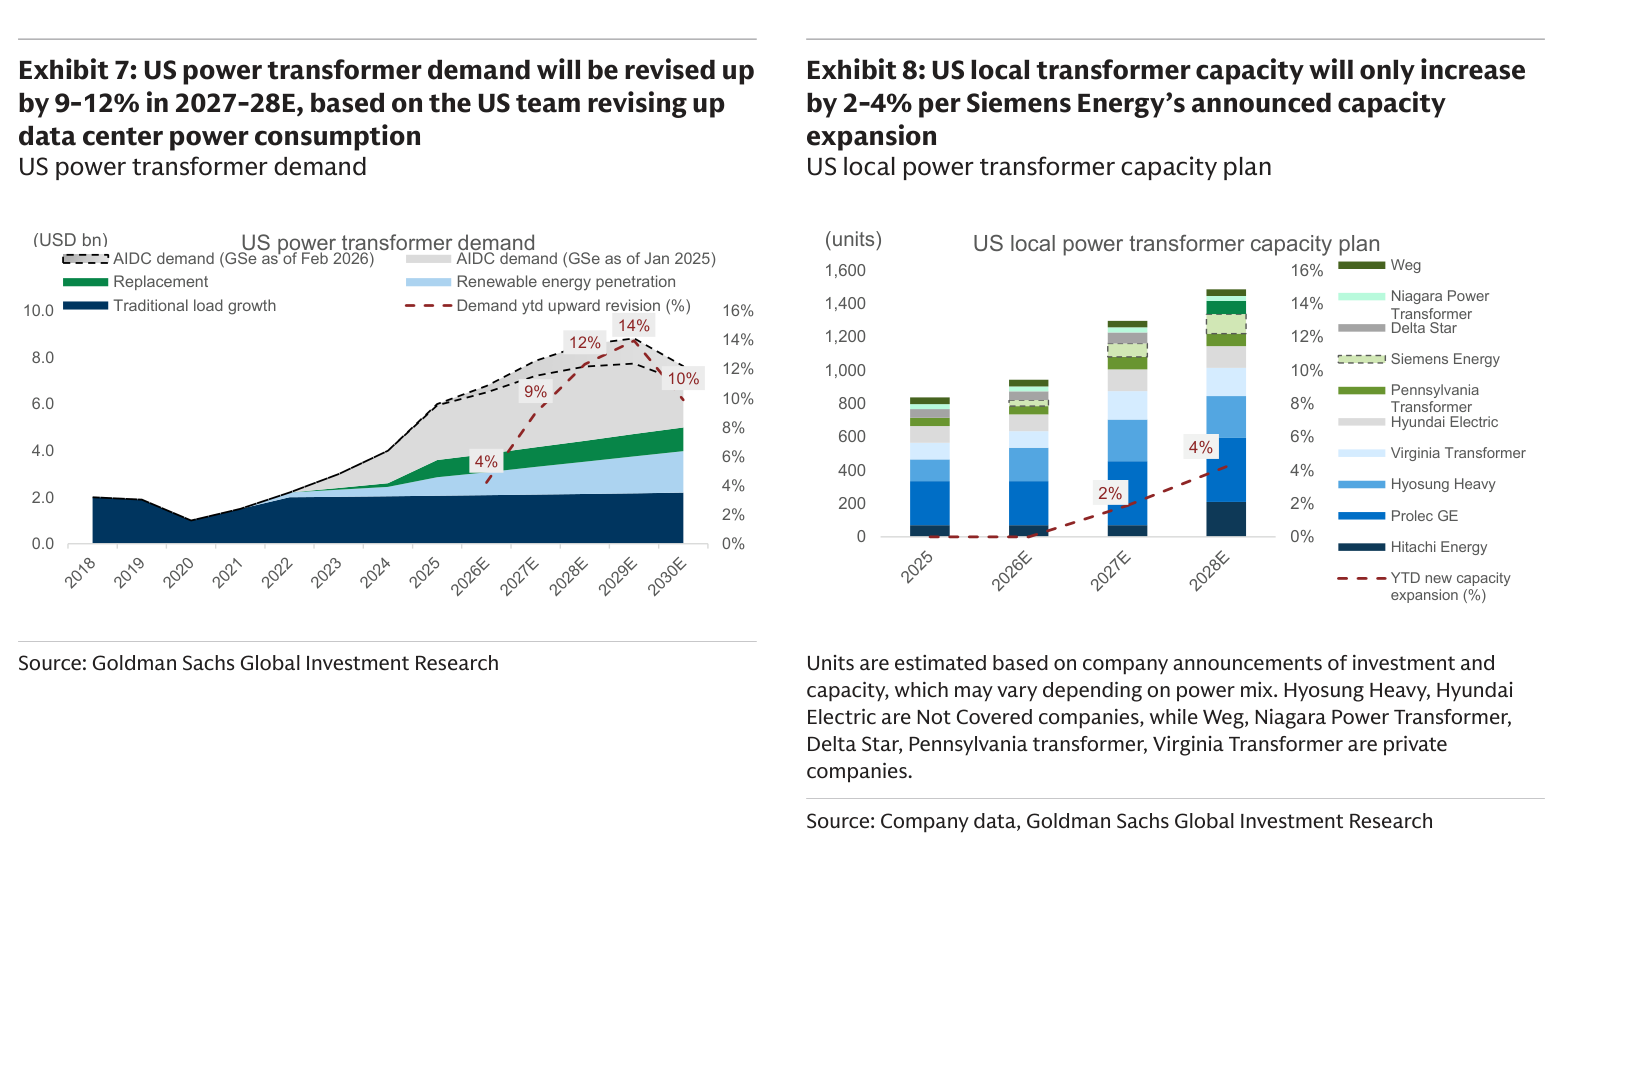 Exhibit 7: US power transformer demand will be revised up
by 9-12% in 2027-28E, based on the US team revising up
data center power consumption
US power transformer demand
(USD bn)
US power transformer demand
AIDC demand (GSe as of Feb 2026)
AIDC demand (GSe as of Jan 2025)
Replacement
Renewable energy penetration
Traditional load growth
Demand ytd upward revision (%)
10.0
8.0
6.0
4.0
2.0
0.0
16%
14%
12%
10%
8%
6%
4%
2%
0%
4%
9%
12%
14%
10%
2018
2019
2020
2021
2022
2023
2024
2025
2026E
2027E
2028E
2029E
2030E
Source: Goldman Sachs Global Investment Research
Exhibit 8: US local transformer capacity will only increase
by 2-4% per Siemens Energy's announced capacity
expansion
US local power transformer capacity plan
(units)
US local power transformer capacity plan
1,600
1,400
1,200
1,000
800
600
400
200
0
16%
14%
12%
10%
8%
6%
4%
2%
0%
2%
4%
2025
2026E
2027E
2028E
Weg
Niagara Power
Transformer
Delta Star
Siemens Energy
Pennsylvania
Transformer
Hyundai Electric
Virginia Transformer
Hyosung Heavy
Prolec GE
Hitachi Energy
YTD new capacity
expansion (%)
Units are estimated based on company announcements of investment and
capacity, which may vary depending on power mix. Hyosung Heavy, Hyundai
Electric are Not Covered companies, while Weg, Niagara Power Transformer,
Delta Star, Pennsylvania transformer, Virginia Transformer are private
companies.
Source: Company data, Goldman Sachs Global Investment Research